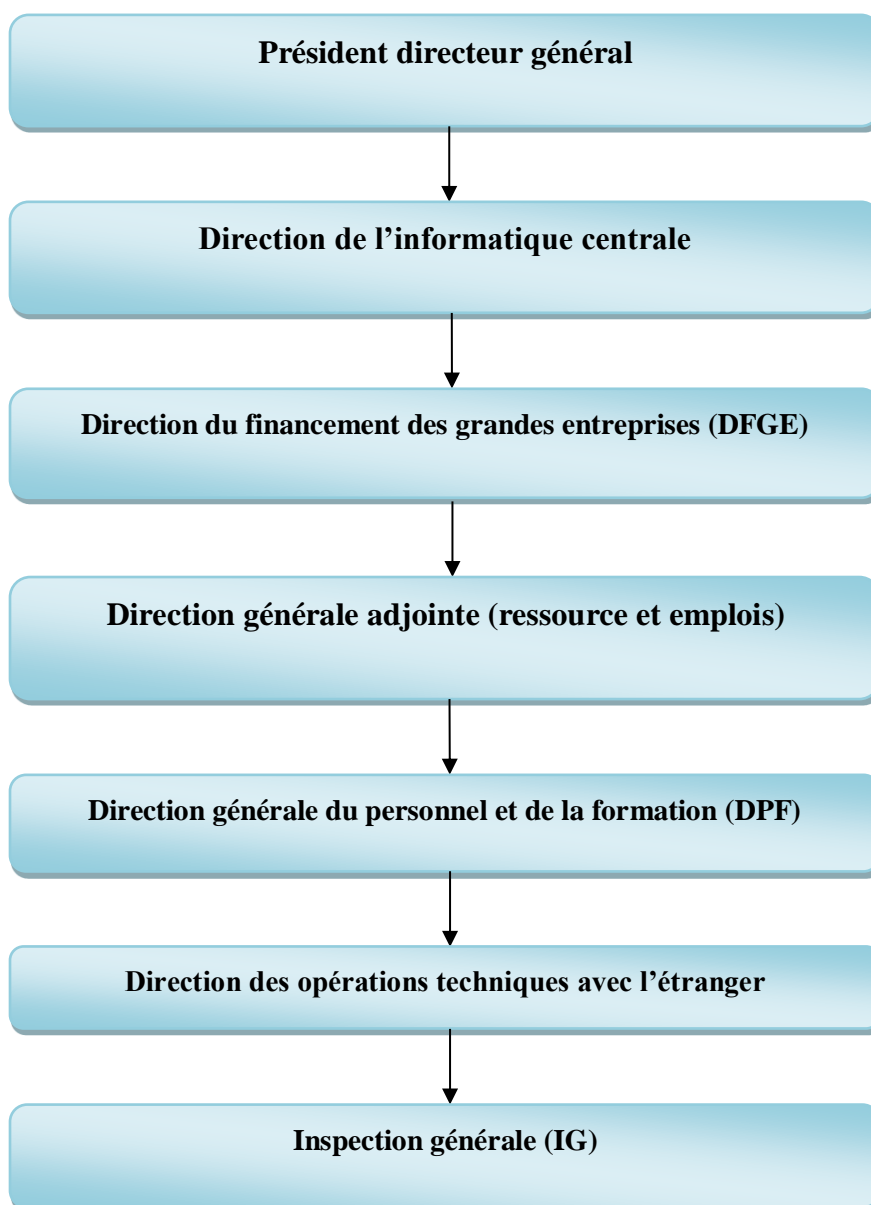 Président directeur général
Direction de l’informatique centrale
Direction du financement des grandes entreprises (DFGE)
Direction générale adjointe (ressource et emplois)
Direction générale du personnel et de la formation (DPF)
Direction des opérations techniques avec l’étranger
Inspection générale (IG)